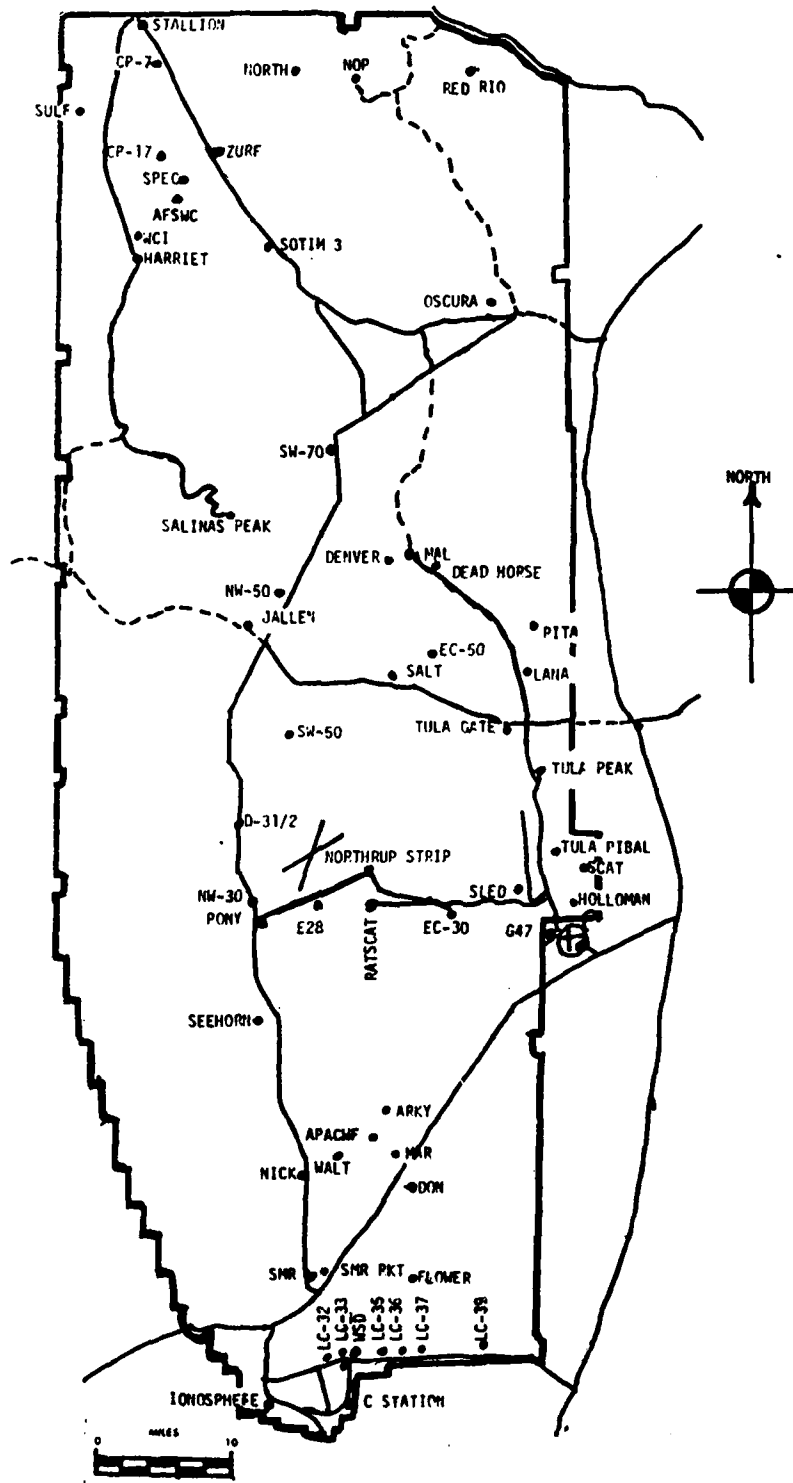 STALLION
CP-7
NORTH
NOP
RED RIO
SULF
CP-17
ZURF
SPEC
AFSWC
WCI
HARRIET
SOTIM 3
OSCURA
SW-70
NORTH
SALINAS PEAK
DENVER
MAL
DEAD HORSE
NW-50
JALLEN
PITA
EC-50
SALT
LANA
SW-50
TULA GATE
TULA PEAK
D-31/2
NORTHRUP STRIP
TULA PIBAL
SCAT
NW-30
SLED
HOLLOMAN
PONY
E28
RATSCAT
EC-30
G47
SEEHORN
ARKY
APACWF
WALT
MAR
NICK
DON
SMR
SMR PKT
FLOWER
LC-32
LC-33
WSD
LC-35
LC-36
LC-37
LC-39
IONOSPHERE
C STATION
0 MILES 10